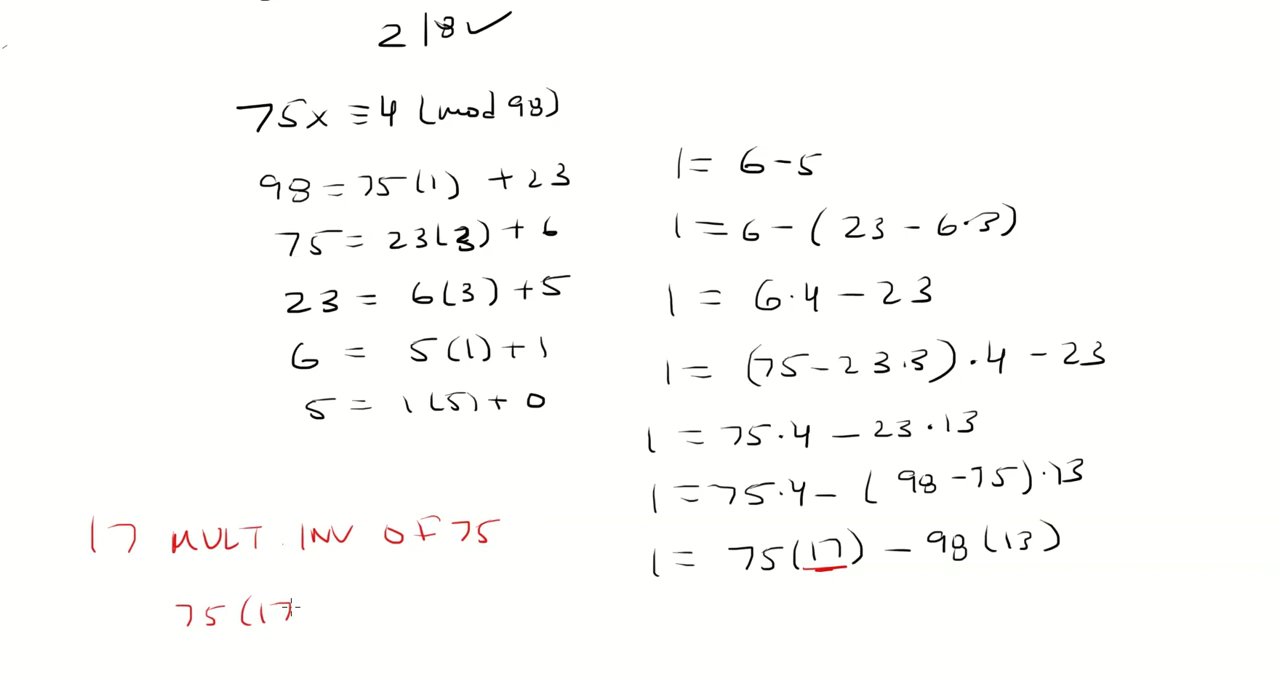 2 | 8 ✓
75x ≡ 4 (mod 98)
98 = 75(1) + 23
75 = 23(3) + 6
23 = 6(3) + 5
6 = 5(1) + 1
5 = 1(5) + 0
1 = 6 - 5
1 = 6 - (23 - 6·3)
1 = 6·4 - 23
1 = (75 - 23·3)·4 - 23
1 = 75·4 - 23·13
1 = 75·4 - (98 - 75)·13
1 = 75(17) - 98(13)
17 MULT. INV OF 75
75(17